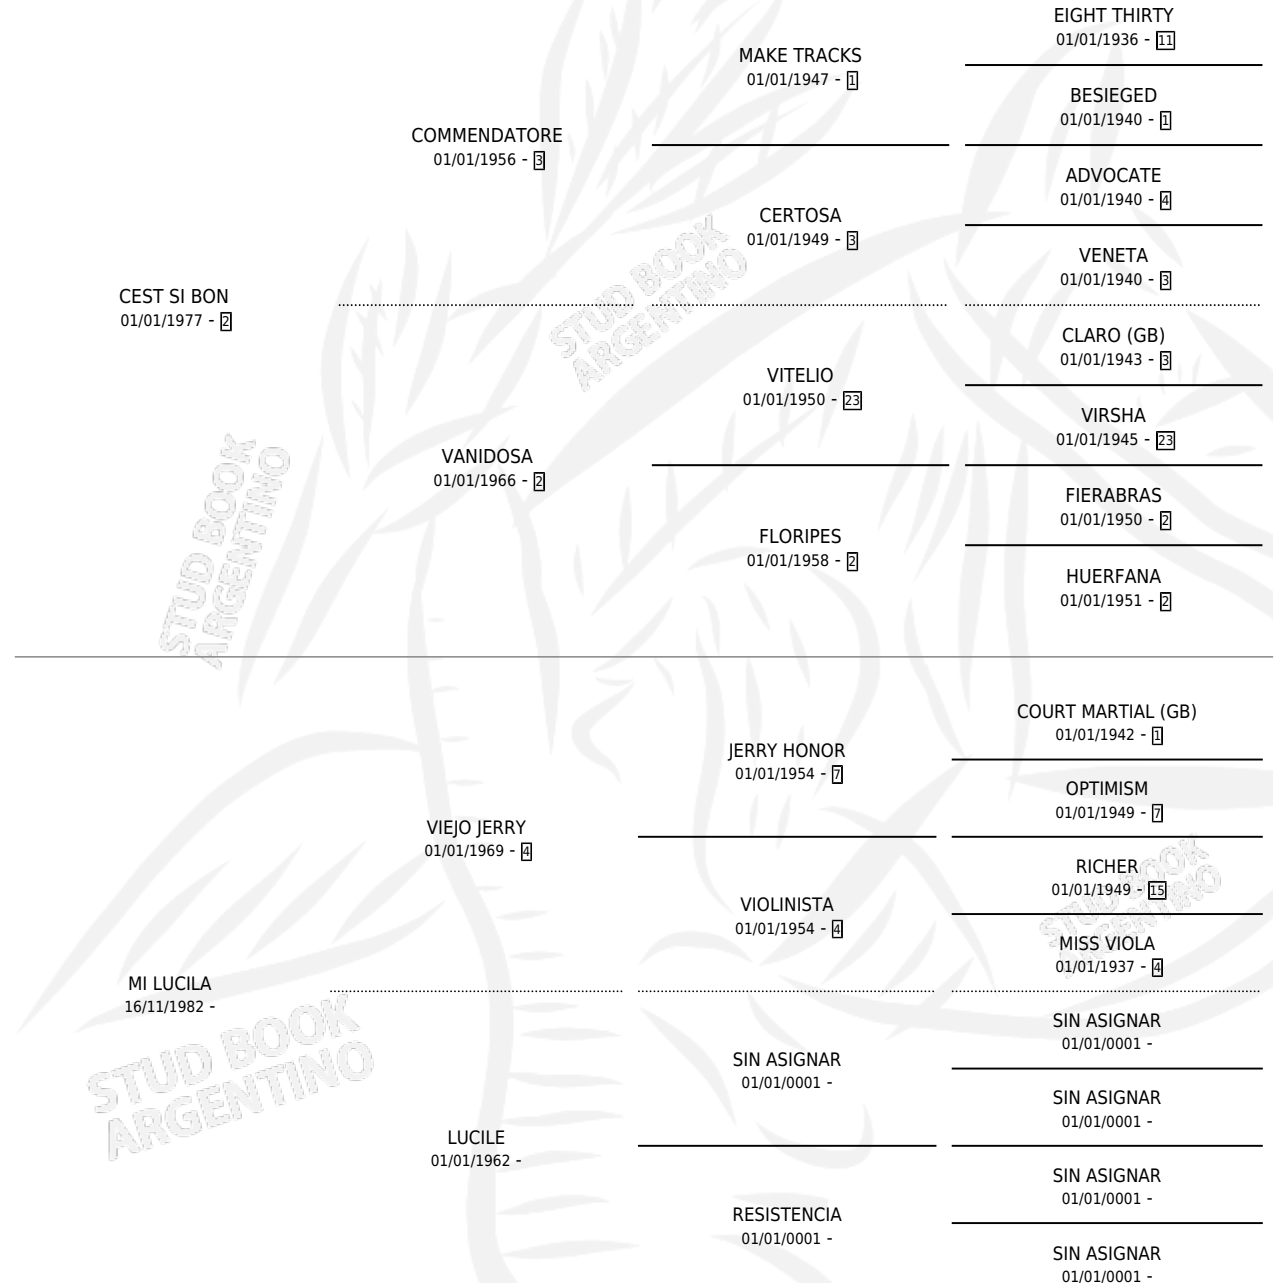 EIGHT THIRTY
01/01/1936 - 11
MAKE TRACKS
01/01/1947 - 1
BESIEGED
01/01/1940 - 1
COMMENDATORE
01/01/1956 - 3
ADVOCATE
01/01/1940 - 4
CERTOSA
01/01/1949 - 3
VENETA
01/01/1940 - 3
CEST SI BON
01/01/1977 - 2
CLARO (GB)
01/01/1943 - 3
VITELIO
01/01/1950 - 23
VIRSHA
01/01/1945 - 23
VANIDOSA
01/01/1966 - 2
FIERABRAS
01/01/1950 - 2
FLORIPES
01/01/1958 - 2
HUERFANA
01/01/1951 - 2
COURT MARTIAL (GB)
01/01/1942 - 1
JERRY HONOR
01/01/1954 - 7
OPTIMISM
01/01/1949 - 7
VIEJO JERRY
01/01/1969 - 4
RICHER
01/01/1949 - 15
VIOLINISTA
01/01/1954 - 4
MISS VIOLA
01/01/1937 - 4
MI LUCILA
16/11/1982 -
SIN ASIGNAR
01/01/0001 -
SIN ASIGNAR
01/01/0001 -
SIN ASIGNAR
01/01/0001 -
LUCILE
01/01/1962 -
SIN ASIGNAR
01/01/0001 -
RESISTENCIA
01/01/0001 -
SIN ASIGNAR
01/01/0001 -
STUD BOOK
ARGENTINO
STUD BOOK
ARGENTINO
STUD BOOK
ARGENTINO
STUD BOOK
ARGENTINO